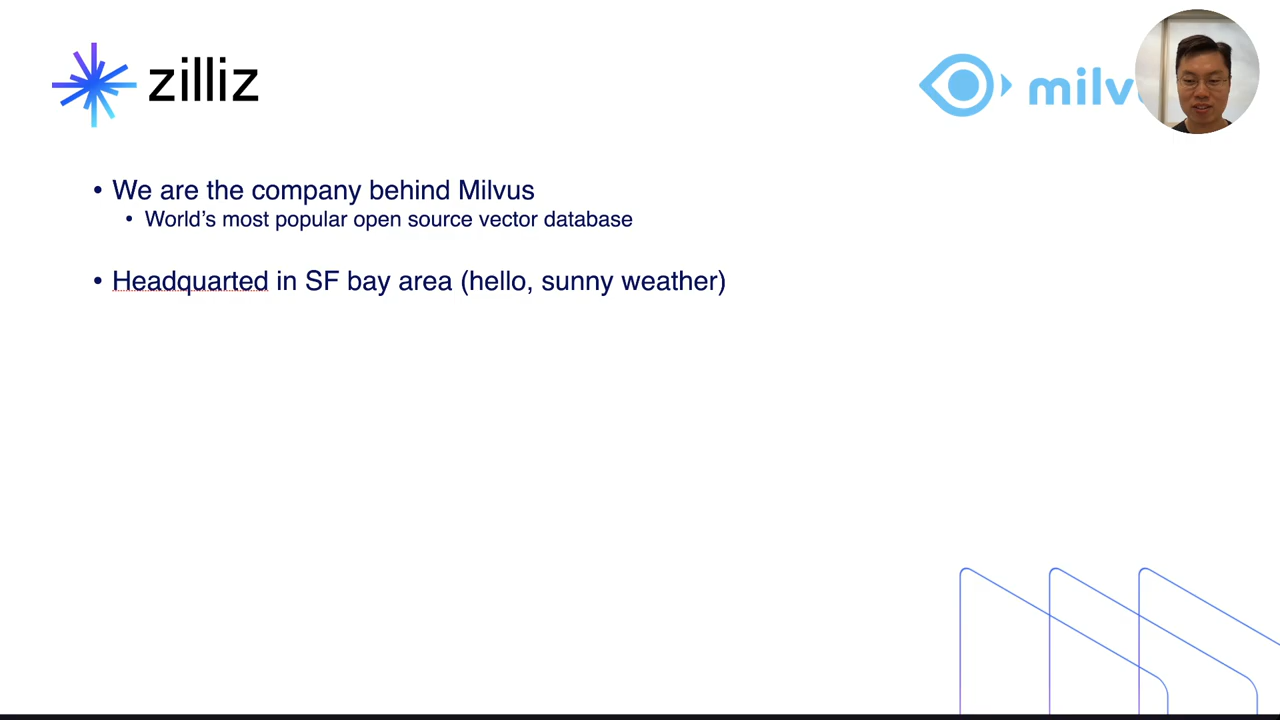 zilliz
• We are the company behind Milvus
• World's most popular open source vector database
• Headquarted in SF bay area (hello, sunny weather)